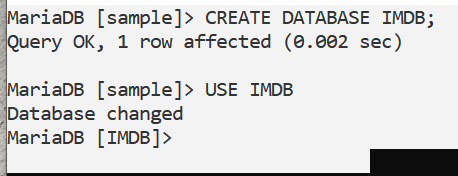 MariaDB [sample]> CREATE DATABASE IMDB;
Query OK, 1 row affected (0.002 sec)
MariaDB [sample]> USE IMDB
Database changed
MariaDB [IMDB]>